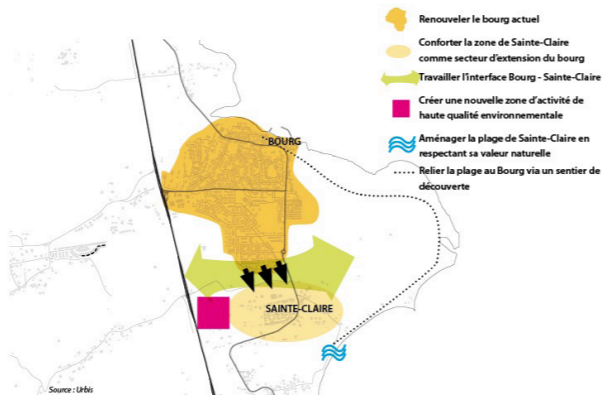 Renouveler le bourg actuel
Conforter la zone de Sainte-Claire
comme secteur d'extension du bourg
Travailler l'interface Bourg - Sainte-Claire
Créer une nouvelle zone d'activité de
haute qualité environnementale
Aménager la plage de Sainte-Claire en
respectant sa valeur naturelle
Relier la plage au Bourg via un sentier de
découverte
BOURG
SAINTE-CLAIRE
Source : Urbis